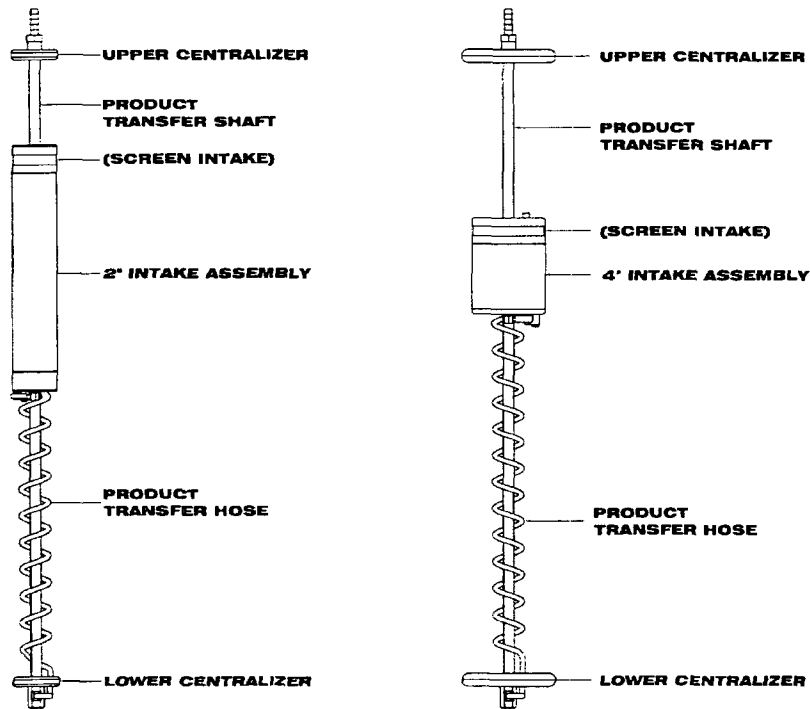 UPPER CENTRALIZER
PRODUCT
TRANSFER SHAFT
(SCREEN INTAKE)
2" INTAKE ASSEMBLY
PRODUCT
TRANSFER HOSE
LOWER CENTRALIZER
UPPER CENTRALIZER
PRODUCT
TRANSFER SHAFT
(SCREEN INTAKE)
4" INTAKE ASSEMBLY
PRODUCT
TRANSFER HOSE
LOWER CENTRALIZER